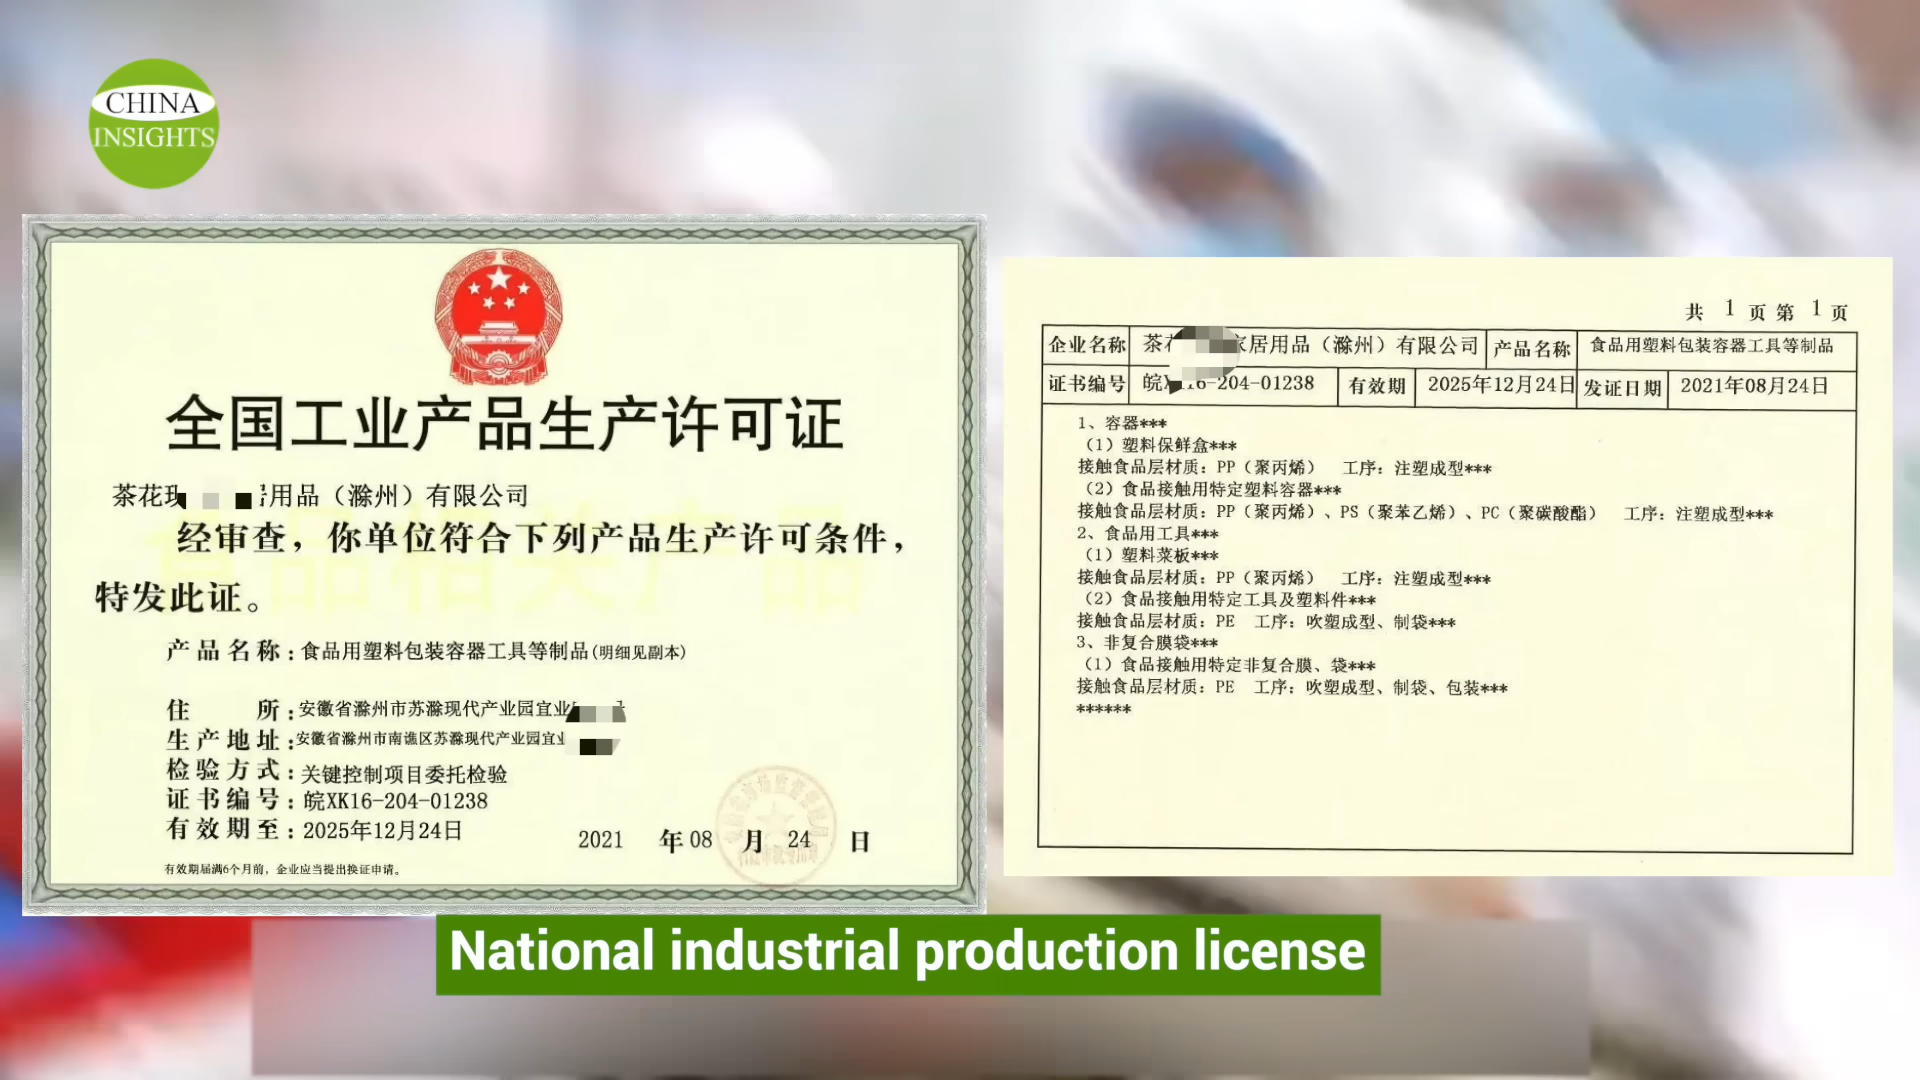 CHINA
INSIGHTS
全国工业产品生产许可证
茶花 用品（滁州）有限公司
经审查，你单位符合下列产品生产许可条件，
特发此证。
食品相关产品
产品名称：食品用塑料包装容器工具等制品(明细见副本)
住所：安徽省滁州市苏滁现代产业园宜业
生产地址：安徽省滁州市南谯区苏滁现代产业园宜业
检验方式：关键控制项目委托检验
证书编号：皖XK16-204-01238
有效期至：2025年12月24日
2021 年 08 月 24 日
有效期届满6个月前，企业应当提出换证申请。
共 1 页 第 1 页
企业名称 茶 家居用品（滁州）有限公司 产品名称 食品用塑料包装容器工具等制品
证书编号 皖X 16-204-01238 有效期 2025年12月24日 发证日期 2021年08月24日
1、容器***
（1）塑料保鲜盒***
接触食品层材质：PP（聚丙烯） 工序：注塑成型***
（2）食品接触用特定塑料容器***
接触食品层材质：PP（聚丙烯）、PS（聚苯乙烯）、PC（聚碳酸酯） 工序：注塑成型***
2、食品用工具***
（1）塑料菜板***
接触食品层材质：PP（聚丙烯） 工序：注塑成型***
（2）食品接触用特定工具及塑料件***
接触食品层材质：PE 工序：吹塑成型、制袋***
3、非复合膜袋***
（1）食品接触用特定非复合膜、袋***
接触食品层材质：PE 工序：吹塑成型、制袋、包装***
******
National industrial production license